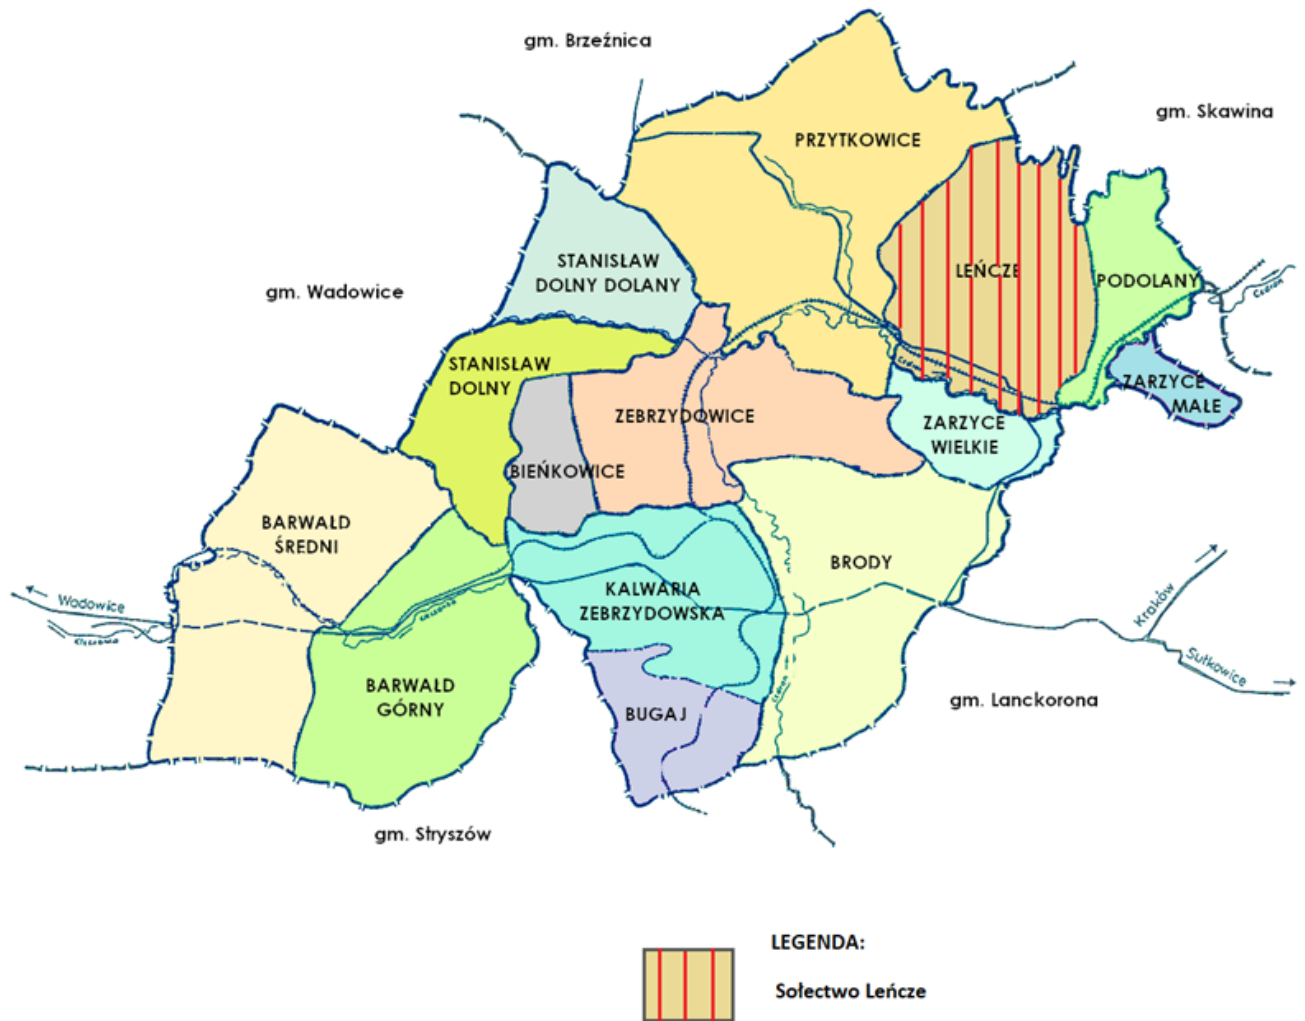 gm. Brzeźnica
gm. Skawina
PRZYTKOWICE
STANISŁAW
DOLNY DOLANY
LEŃCZE
PODOLANY
gm. Wadowice
STANISŁAW
DOLNY
ZARZYCE
MAŁE
ZEBRZYDOWICE
ZARZYCE
WIELKIE
BIEŃKOWICE
BARWAŁD
ŚREDNI
BRODY
KALWARIA
ZEBRZYDOWSKA
Wadowice
Kraków
Sułkowice
BARWAŁD
GÓRNY
BUGAJ
gm. Lanckorona
gm. Stryszów
LEGENDA:
Sołectwo Leńcze